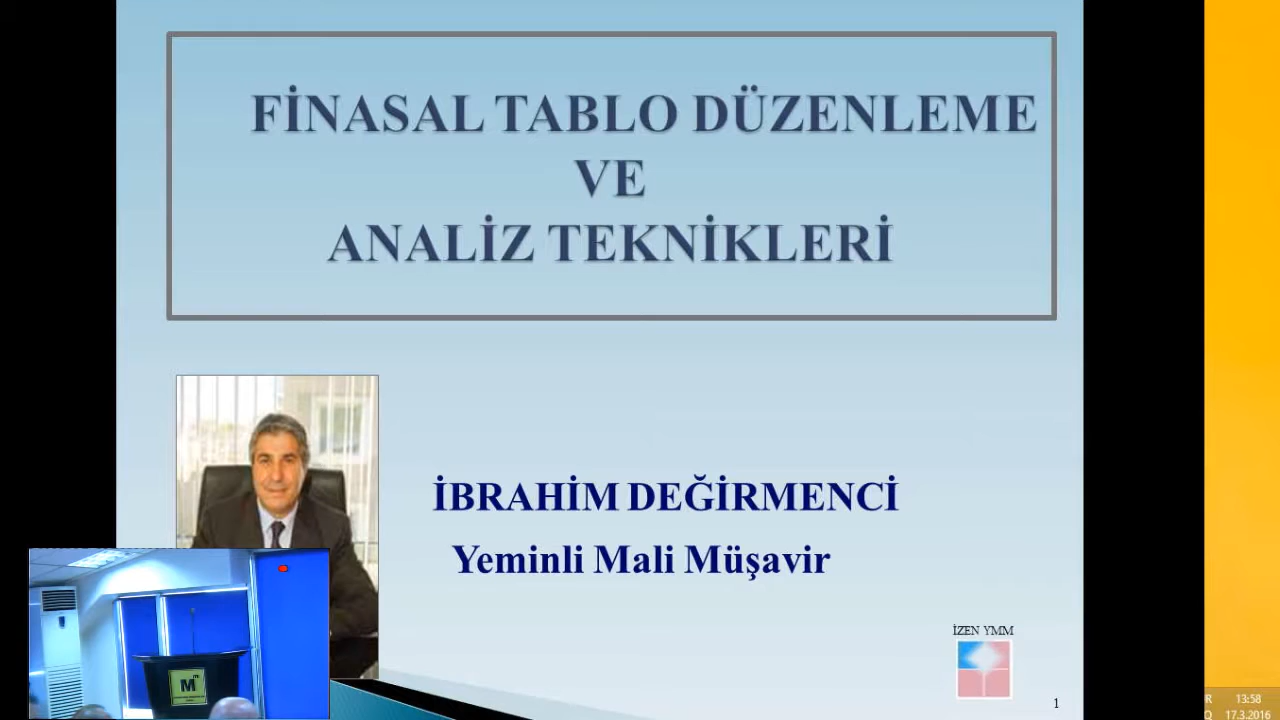 FİNASAL TABLO DÜZENLEME
VE
ANALİZ TEKNİKLERİ
İBRAHİM DEĞİRMENCİ
Yeminli Mali Müşavir
İZEN YMM
1
M
R 13:58
Q 17.3.2016